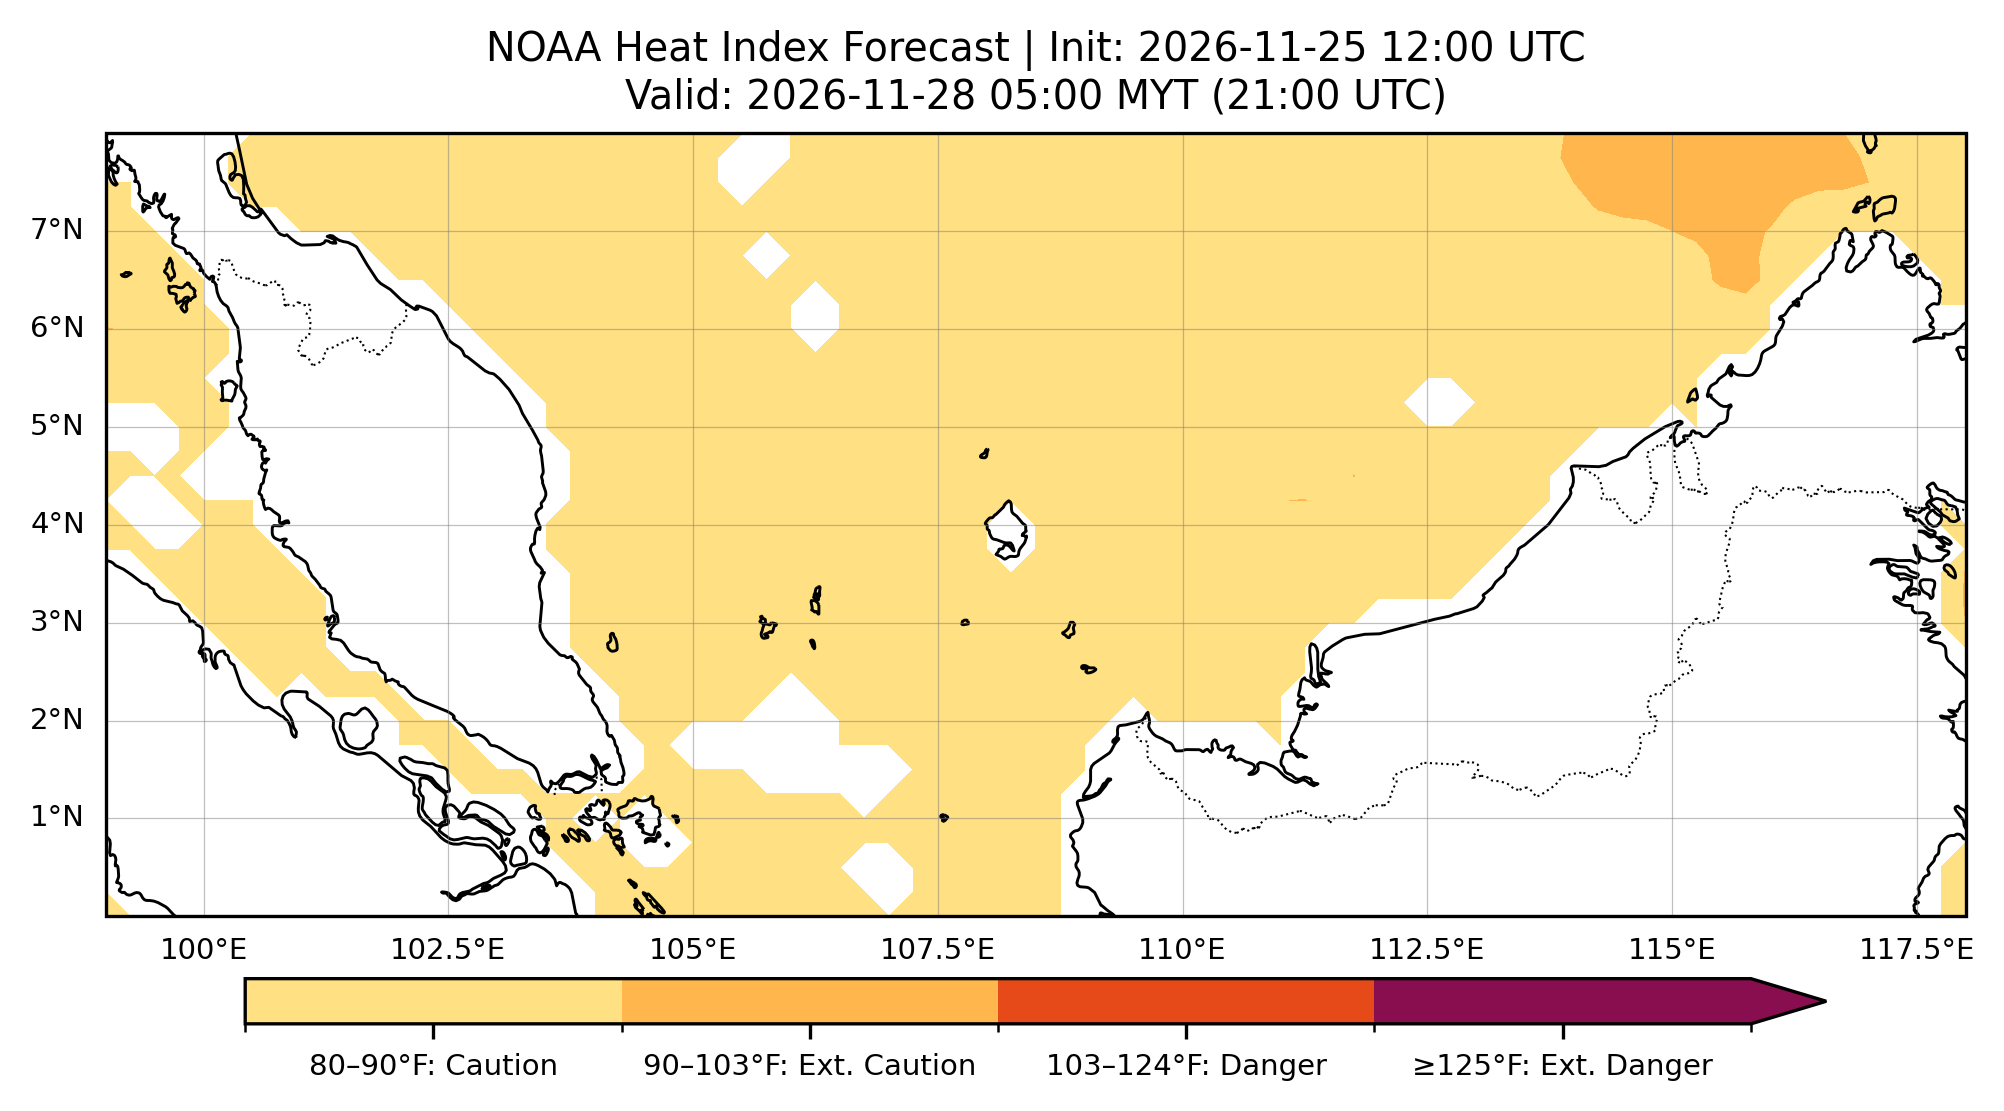 NOAA Heat Index Forecast | Init: 2026-11-25 12:00 UTC
Valid: 2026-11-28 05:00 MYT (21:00 UTC)
7°N
6°N
5°N
4°N
3°N
2°N
1°N
100°E 102.5°E 105°E 107.5°E 110°E 112.5°E 115°E 117.5°E
80–90°F: Caution 90–103°F: Ext. Caution 103–124°F: Danger ≥125°F: Ext. Danger